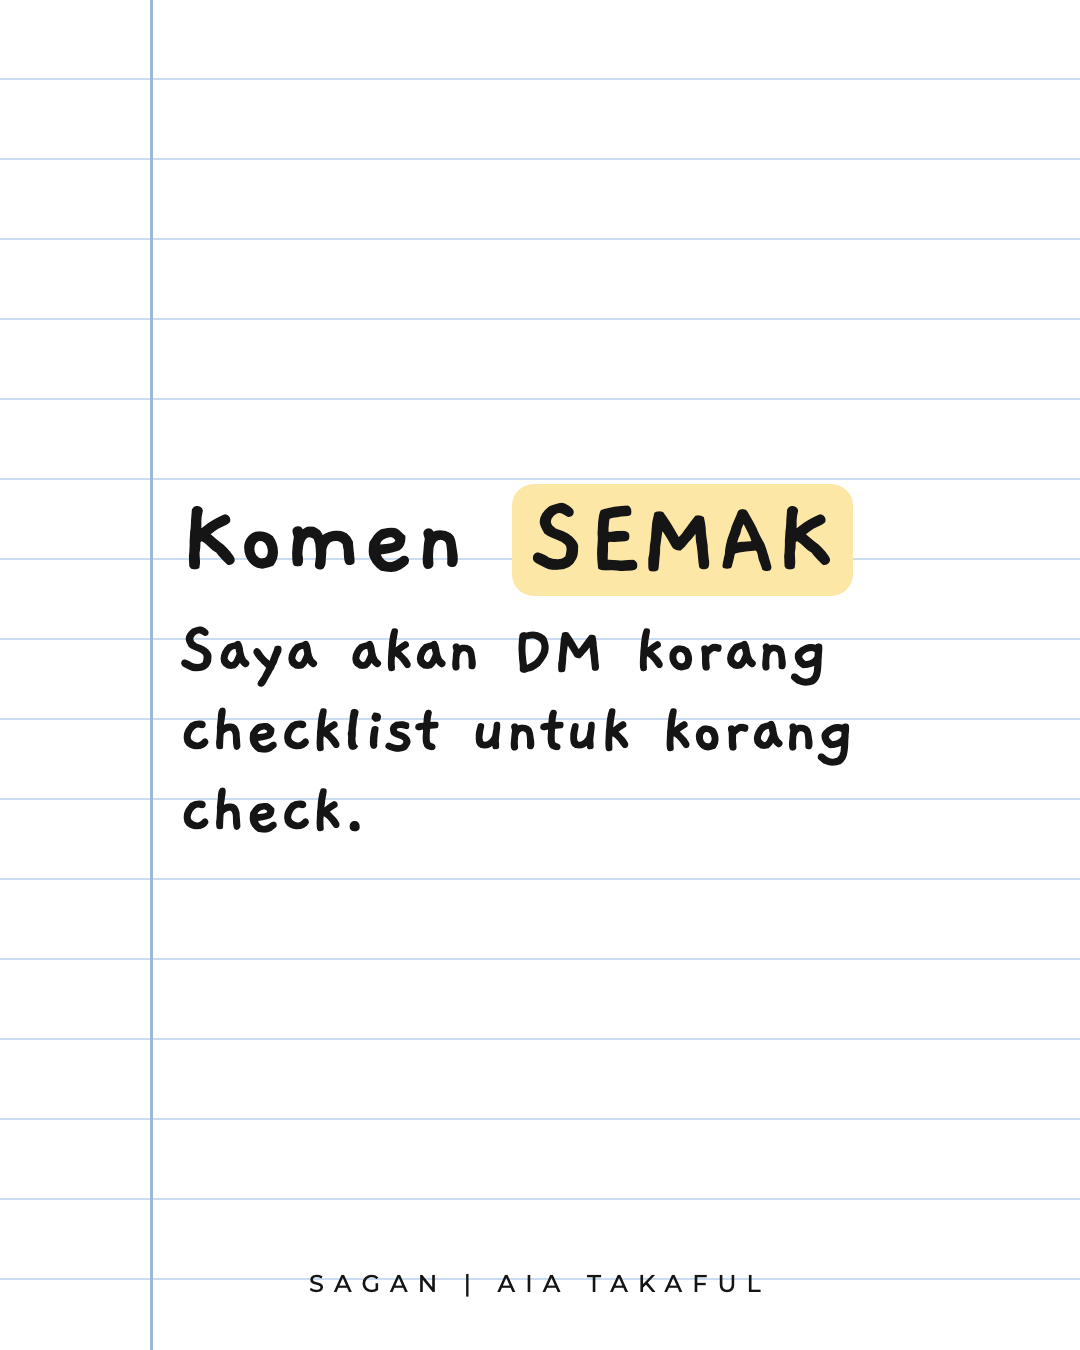 Komen SEMAK
Saya akan DM korang
checklist untuk korang
check.
SAGAN | AIA TAKAFUL